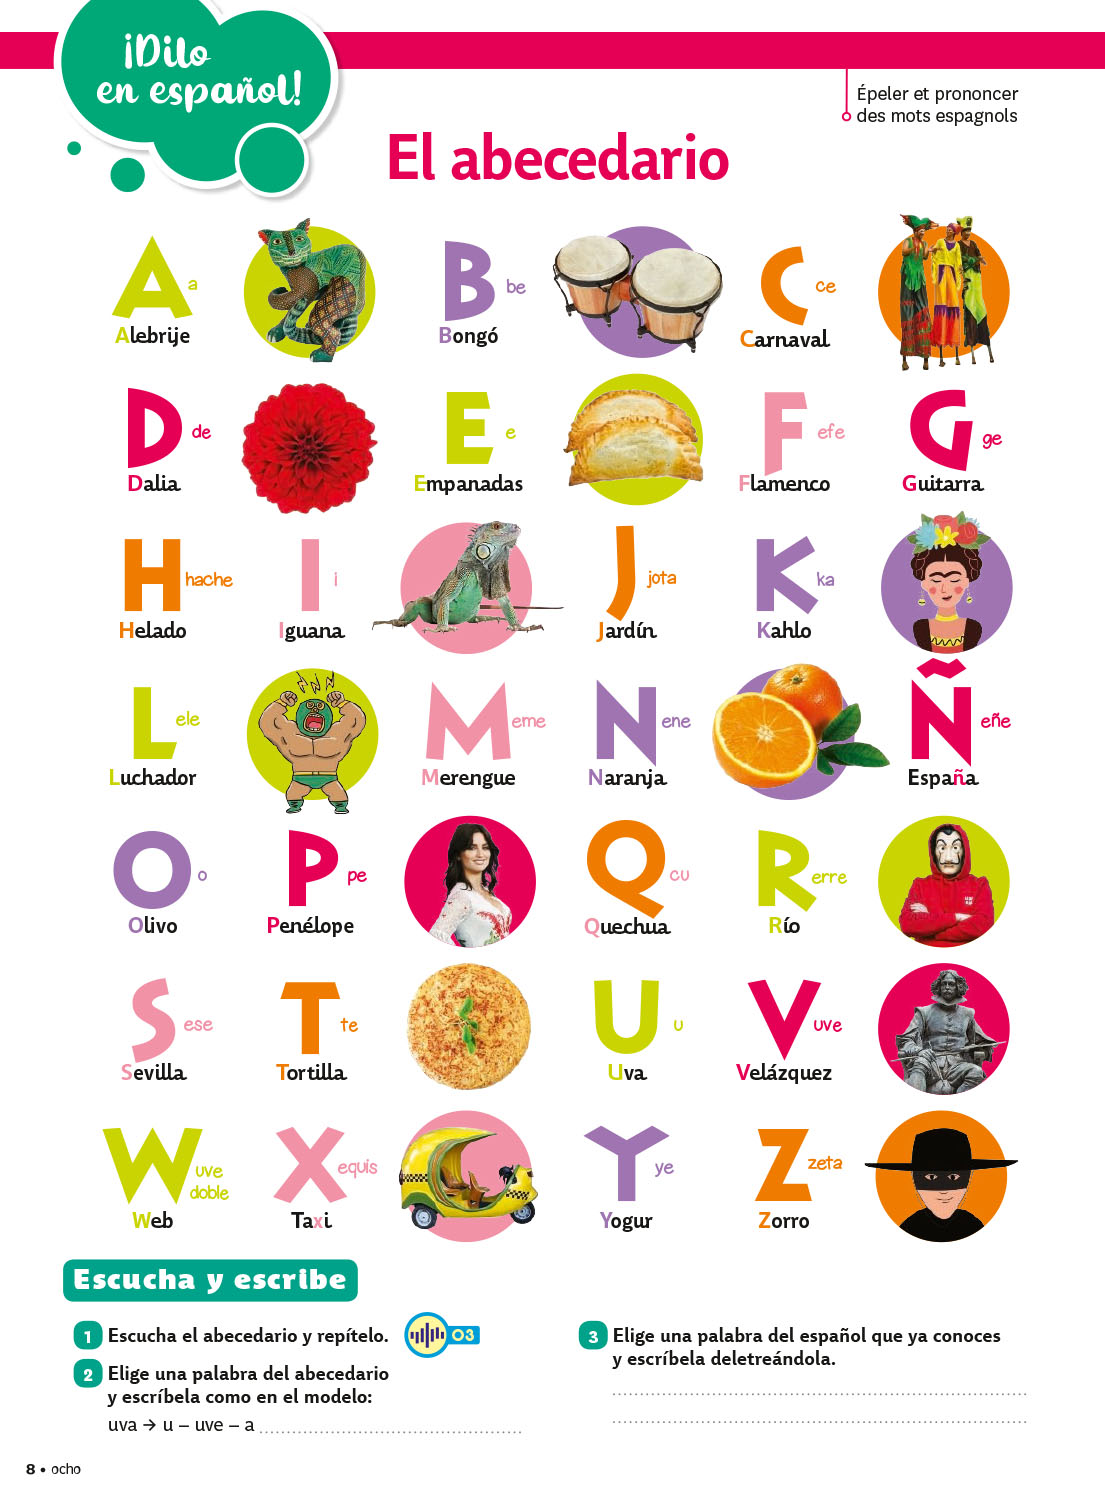 ¡Dilo
en español!
Épeler et prononcer
des mots espagnols
El abecedario
A a
Alebrije
B be
Bongó
C ce
Carnaval
D de
Dalia
E e
Empanadas
F efe
Flamenco
G ge
Guitarra
H hache
Helado
I i
Iguana
J jota
Jardín
K ka
Kahlo
L ele
Luchador
M eme
Merengue
N ene
Naranja
Ñ eñe
España
O o
Olivo
P pe
Penélope
Q cu
Quechua
R erre
Río
S ese
Sevilla
T te
Tortilla
U u
Uva
V uve
Velázquez
W uve
doble
Web
X equis
Taxi
Y ye
Yogur
Z zeta
Zorro
Escucha y escribe
1 Escucha el abecedario y repítelo. 03
2 Elige una palabra del abecedario
y escríbela como en el modelo:
uva → u – uve – a
3 Elige una palabra del español que ya conoces
y escríbela deletreándola.
8 • ocho